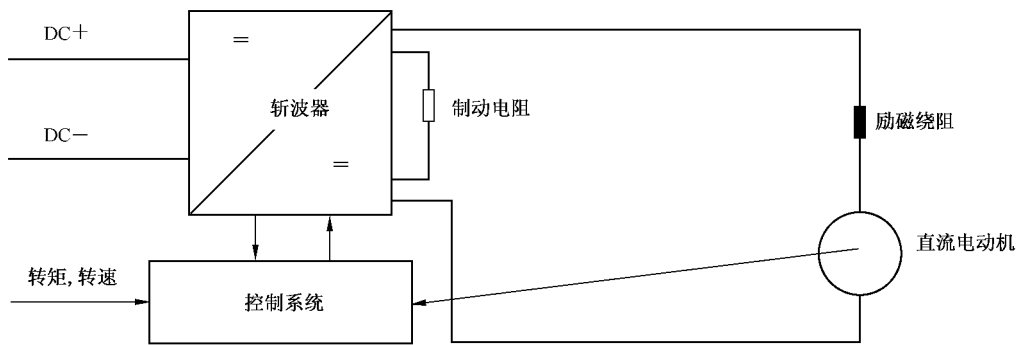 DC+
=
斩波器
制动电阻
励磁绕阻
DC−
=
直流电动机
转矩,转速
控制系统